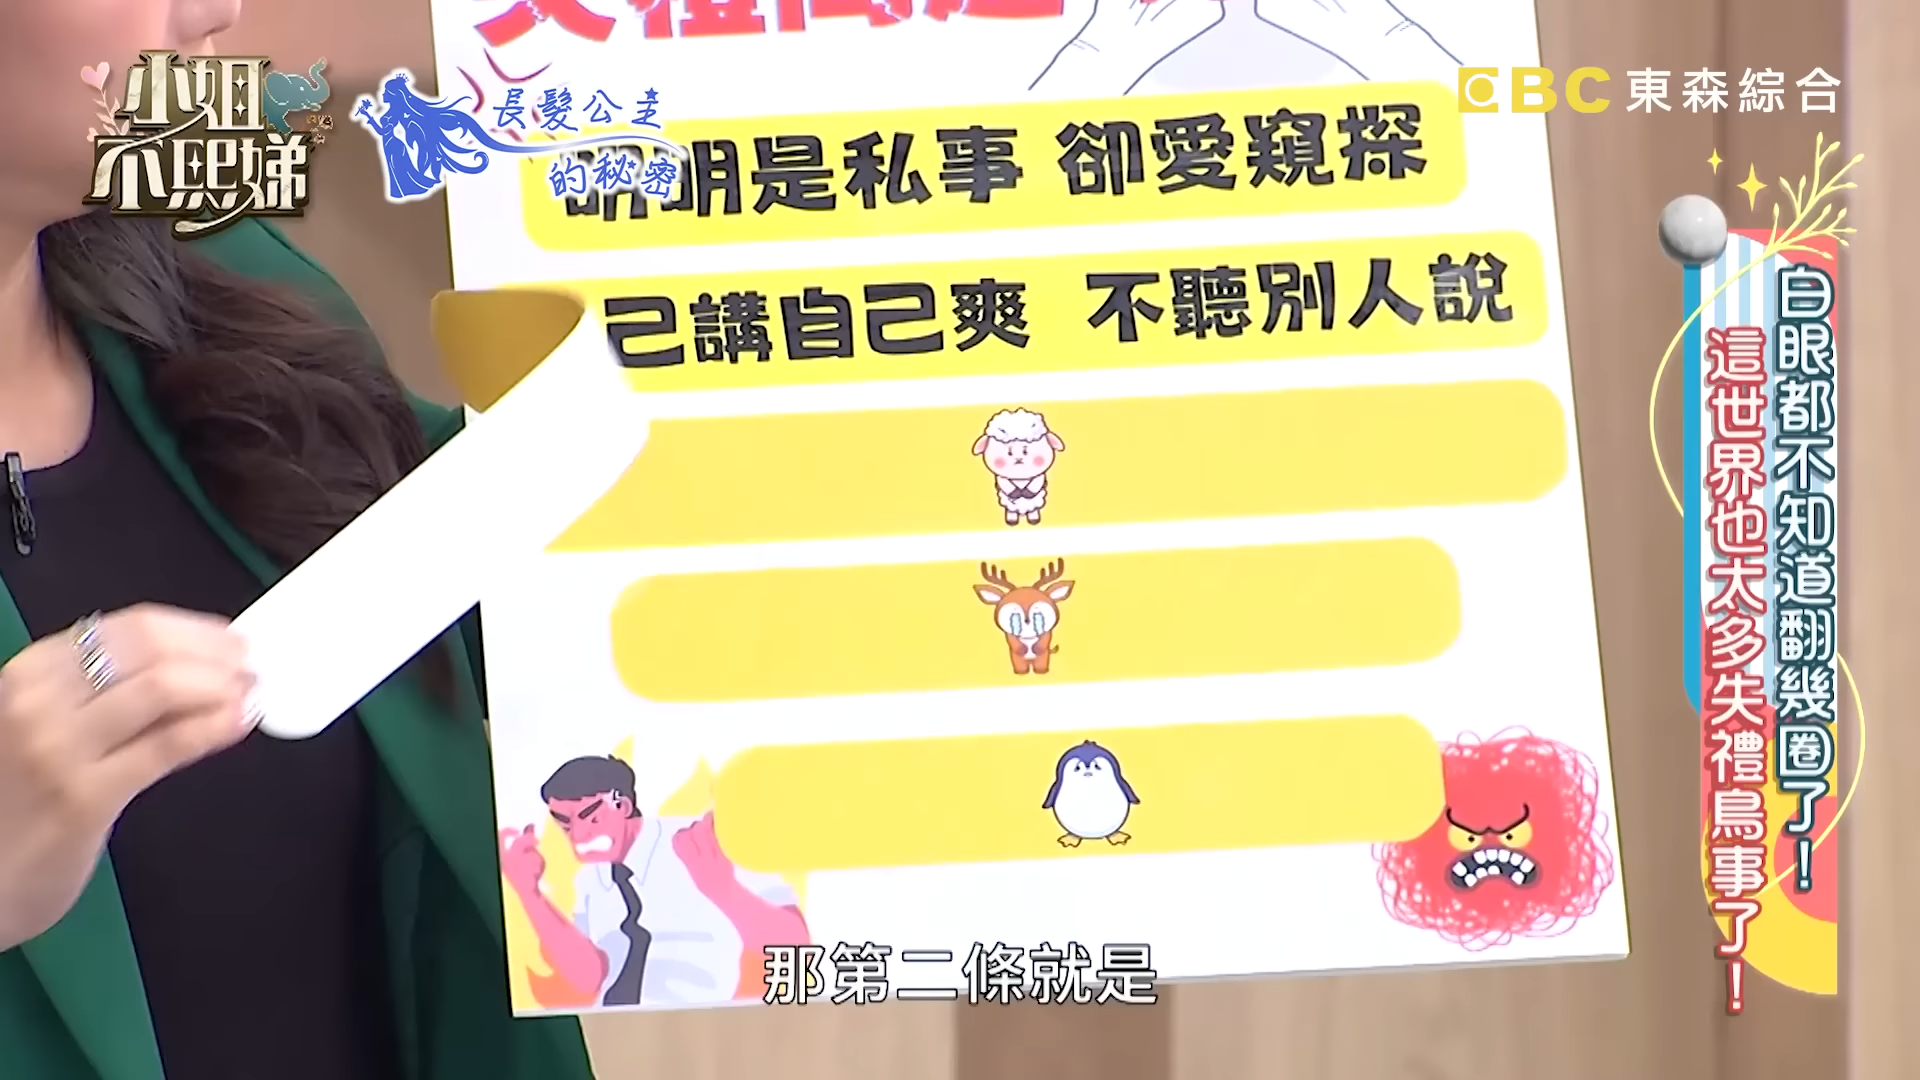 小姐
不熙娣
長髮公主
的秘密
EBC 東森綜合
明明是私事 卻愛窺探
己講自己爽 不聽別人說
白眼都不知道翻幾圈了！
這世界也太多失禮鳥事了！
那第二條就是